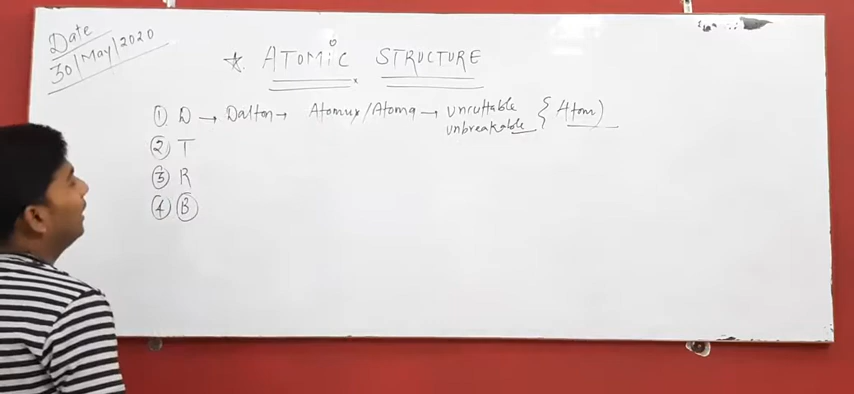 Date
30/May/2020
ATOMIC STRUCTURE
① D → Dalton → Atomux/Atoma → uncuttable { Atom)
unbreakable
② T
③ R
④ B